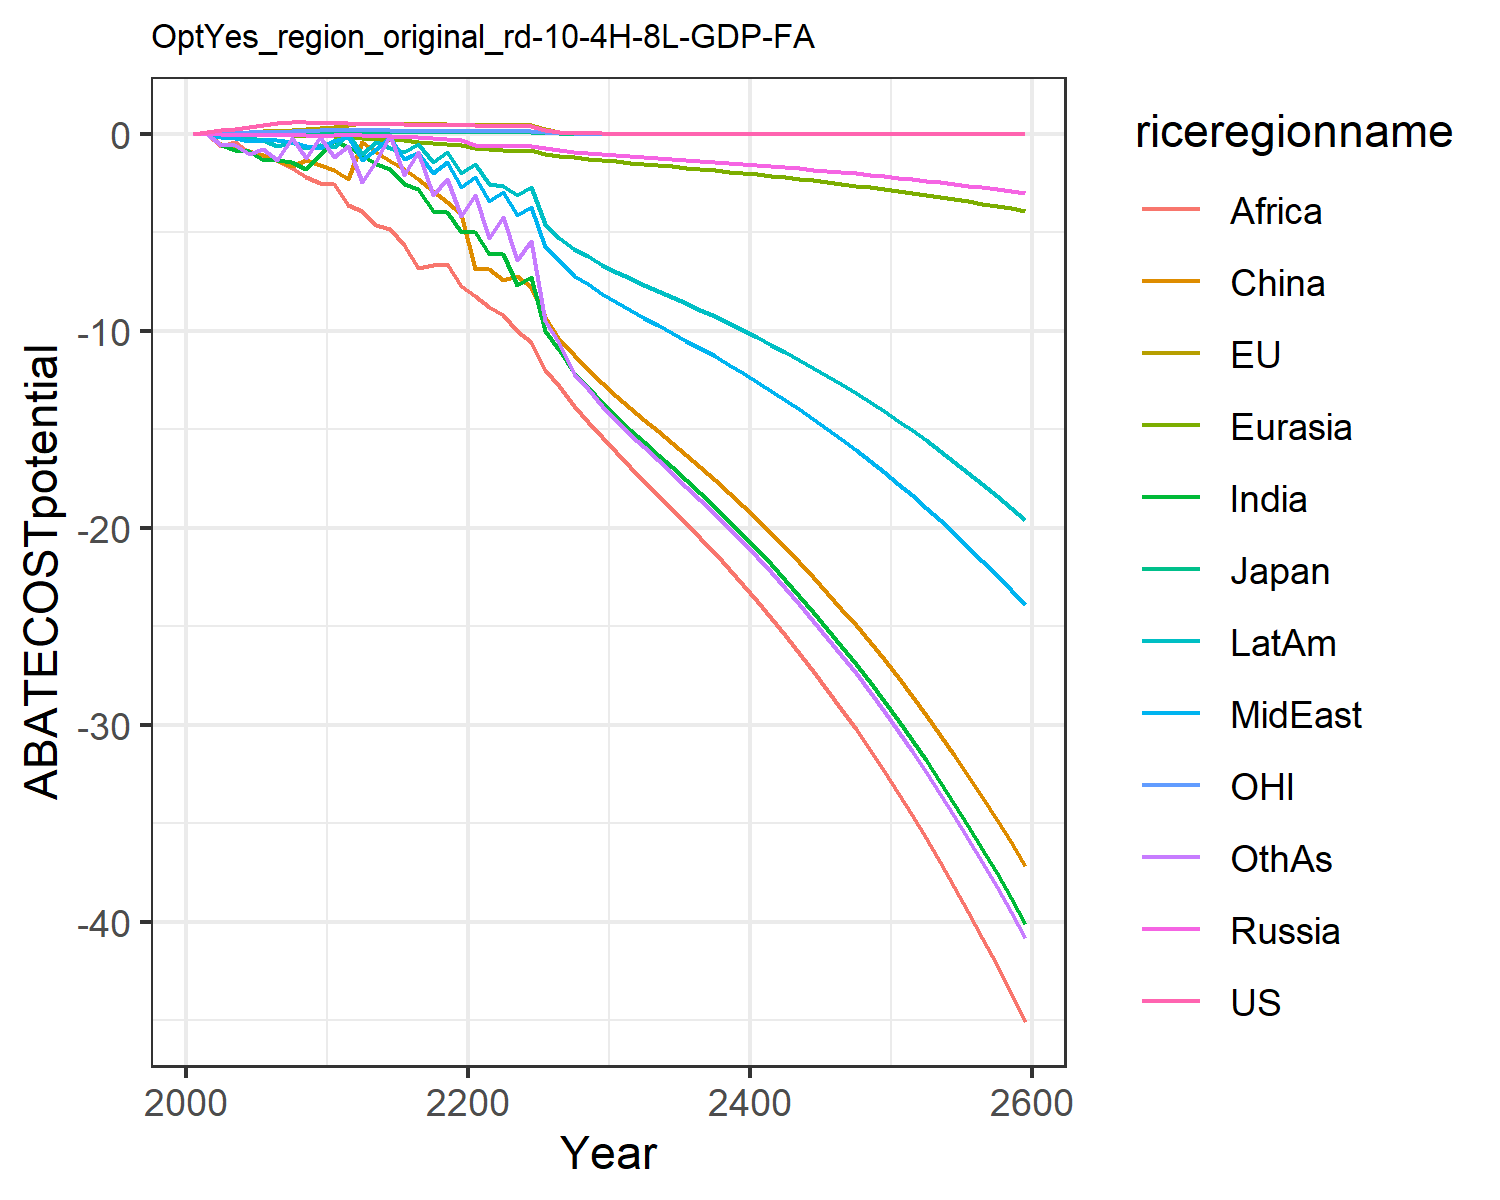 OptYes_region_original_rd-10-4H-8L-GDP-FA
ABATECOSTpotential
0
-10
-20
-30
-40
2000
2200
2400
2600
Year
riceregionname
Africa
China
EU
Eurasia
India
Japan
LatAm
MidEast
OHI
OthAs
Russia
US